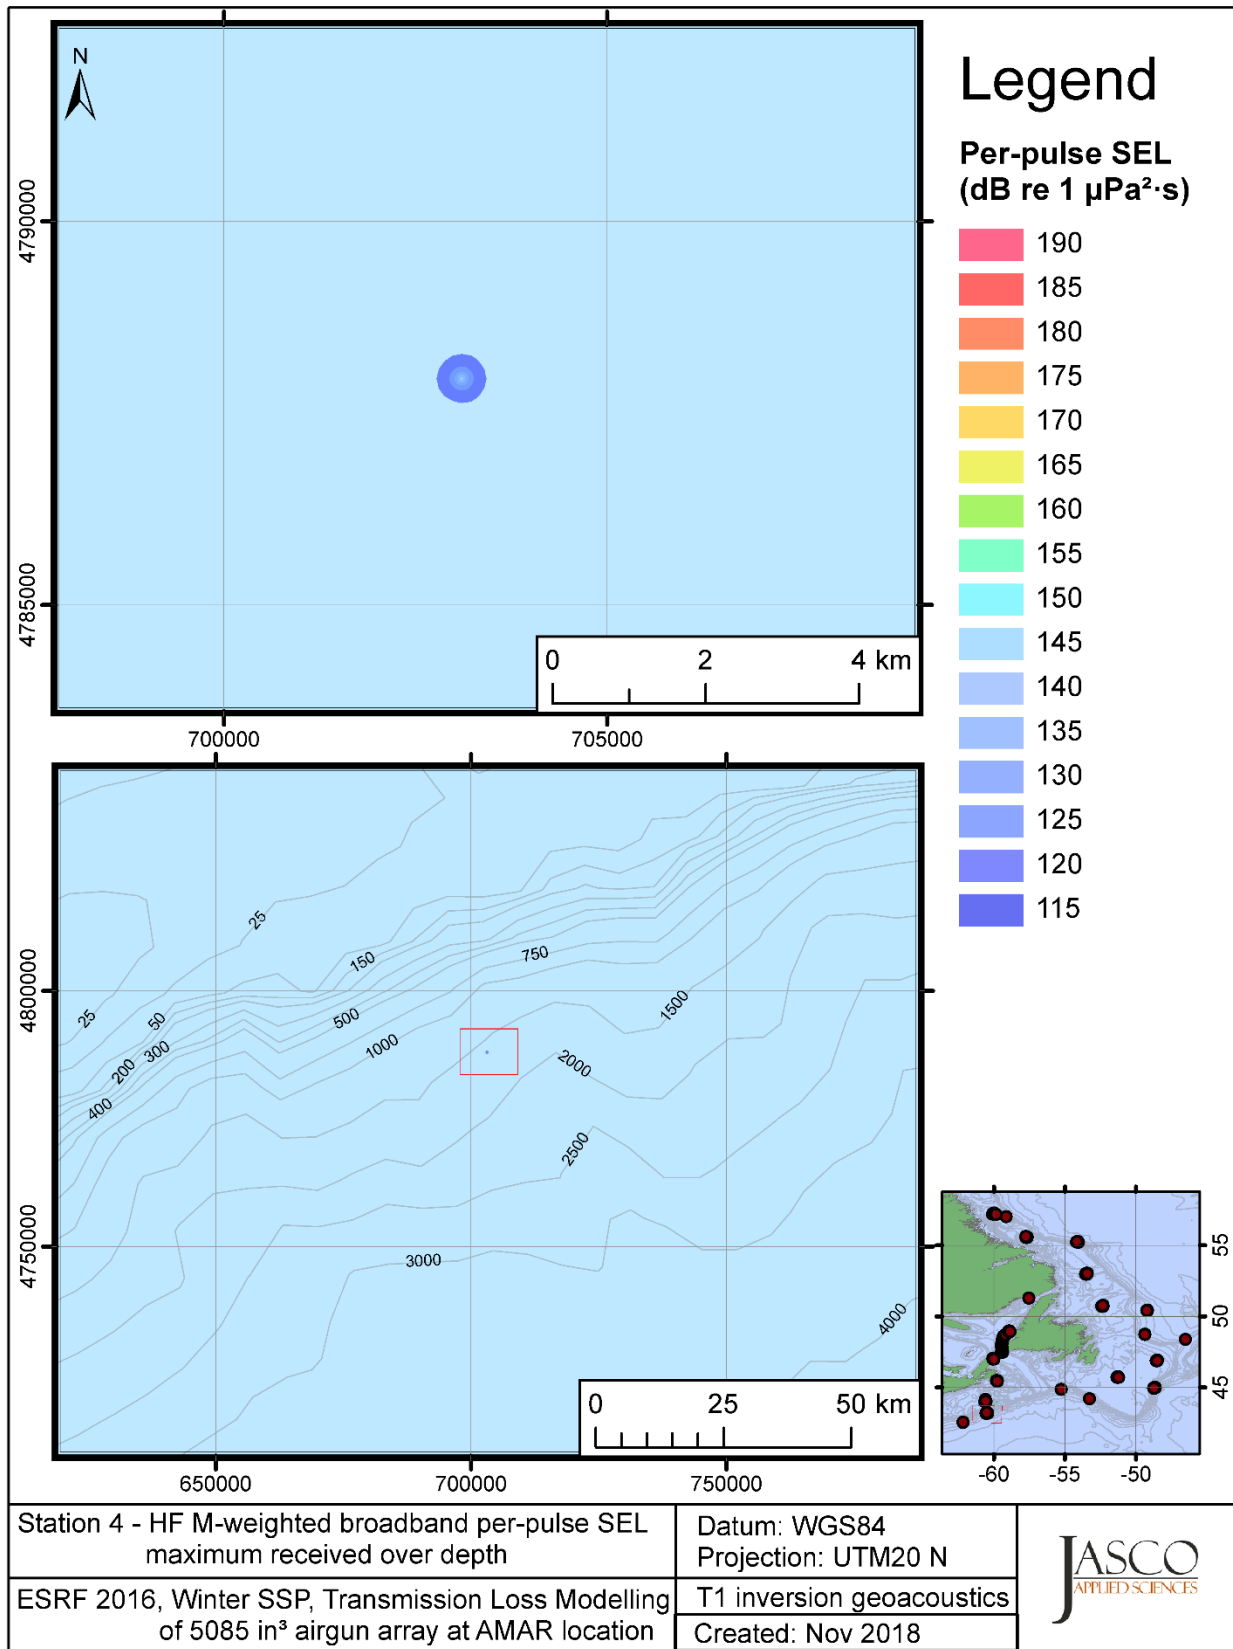 N
4790000
4785000
0 2 4 km
700000 705000
25
150
750
25
50
500
1500
300
1000
200
2000
400
2500
3000
4000
4800000
4750000
0 25 50 km
650000 700000 750000
Legend
Per-pulse SEL
(dB re 1 µPa²·s)
190
185
180
175
170
165
160
155
150
145
140
135
130
125
120
115
55
50
45
-60 -55 -50
Station 4 - HF M-weighted broadband per-pulse SEL
maximum received over depth
Datum: WGS84
Projection: UTM20 N
ESRF 2016, Winter SSP, Transmission Loss Modelling
of 5085 in³ airgun array at AMAR location
T1 inversion geoacoustics
Created: Nov 2018
JASCO
APPLIED SCIENCES